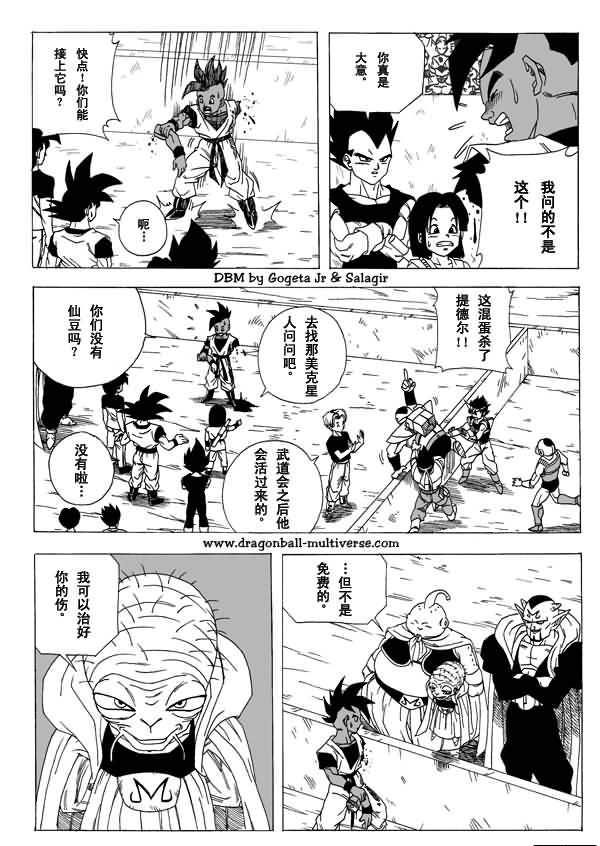 快点！你们能
接上它吗？
呃…
你真是
大意。
我问的不是
这个!!
DBM by Gogeta Jr & Salagir
你们没有
仙豆吗？
没有啦…
去找那美克星
人问问吧。
武道会之后他
会活过来的。
这混蛋杀了
提德尔!!
www.dragonball-multiverse.com
我可以治好
你的伤。
…但不是
免费的。
M